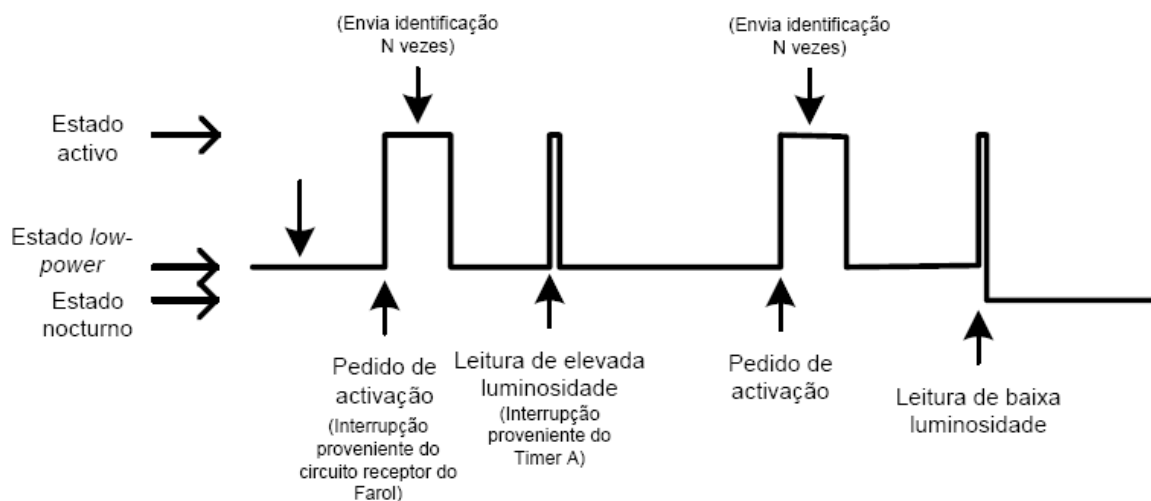 (Envia identificação
N vezes)
(Envia identificação
N vezes)
Estado
activo
Estado low-
power
Estado
nocturno
Pedido de
activação
(Interrupção
proveniente do
circuito receptor do
Farol)
Leitura de elevada
luminosidade
(Interrupção
proveniente do
Timer A)
Pedido de
activação
Leitura de baixa
luminosidade